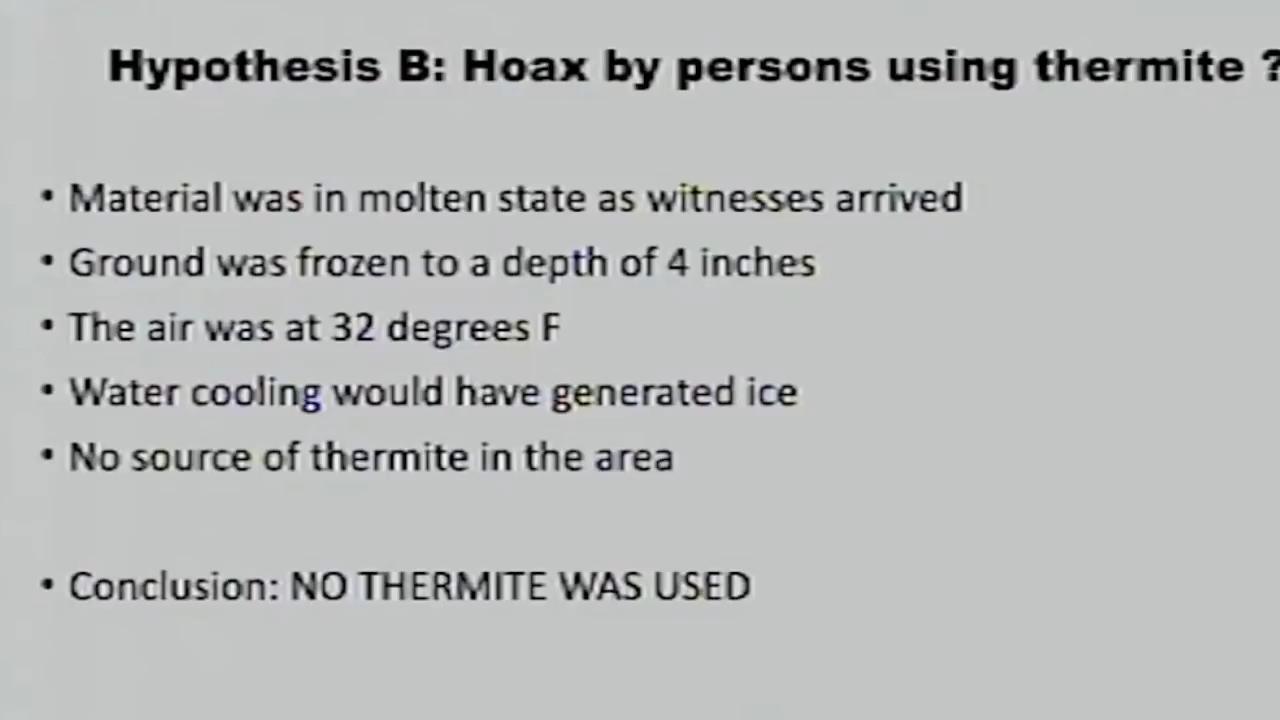 Hypothesis B: Hoax by persons using thermite ?
• Material was in molten state as witnesses arrived
• Ground was frozen to a depth of 4 inches
• The air was at 32 degrees F
• Water cooling would have generated ice
• No source of thermite in the area
• Conclusion: NO THERMITE WAS USED